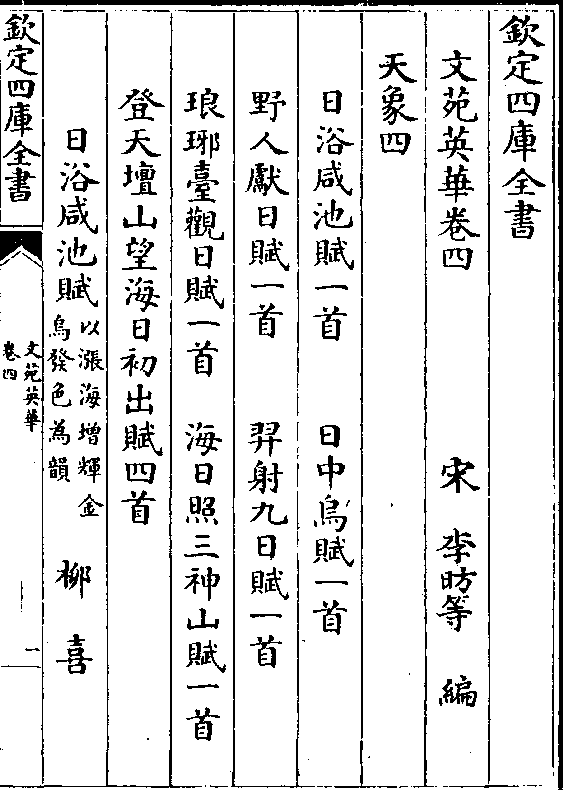 欽定四庫全書
文苑英華卷四
宋 李昉等 編
天象四
日浴咸池賦一首 日中烏賦一首
野人獻日賦一首 羿射九日賦一首
琅琊臺觀日賦一首 海日照三神山賦一首
登天壇山望海日初出賦四首
日浴咸池賦 以漲海增輝金
烏發色為韻 柳喜
欽定四庫全書
文苑英華
卷四
一